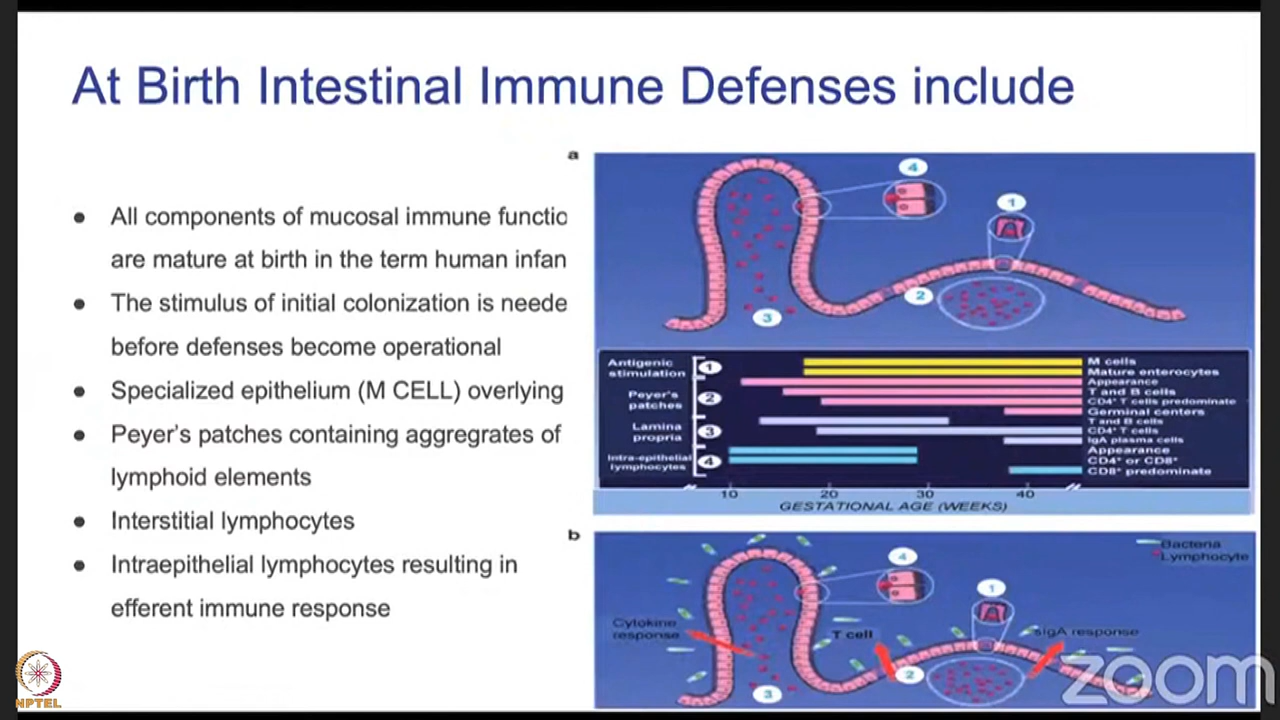 At Birth Intestinal Immune Defenses include
● All components of mucosal immune functio
are mature at birth in the term human infan
● The stimulus of initial colonization is neede
before defenses become operational
● Specialized epithelium (M CELL) overlying
● Peyer's patches containing aggregrates of
lymphoid elements
● Interstitial lymphocytes
● Intraepithelial lymphocytes resulting in
efferent immune response
a
4
1
2
3
Antigenic
stimulation
1
M cells
Mature enterocytes
Peyer's
patches
2
Appearance
T and B cells
CD4+ T cells predominate
Germinal centers
Lamina
propria
3
T and B cells
CD4+ T cells
IgA plasma cells
Intra-epithelial
lymphocytes
4
Appearance
CD4+ or CD8+
CD8+ predominate
10 20 30 40
GESTATIONAL AGE (WEEKS)
b
Bacteria
Lymphocyte
4
1
Cytokine
response
T cell
sIgA response
2
3
zoom
NPTEL